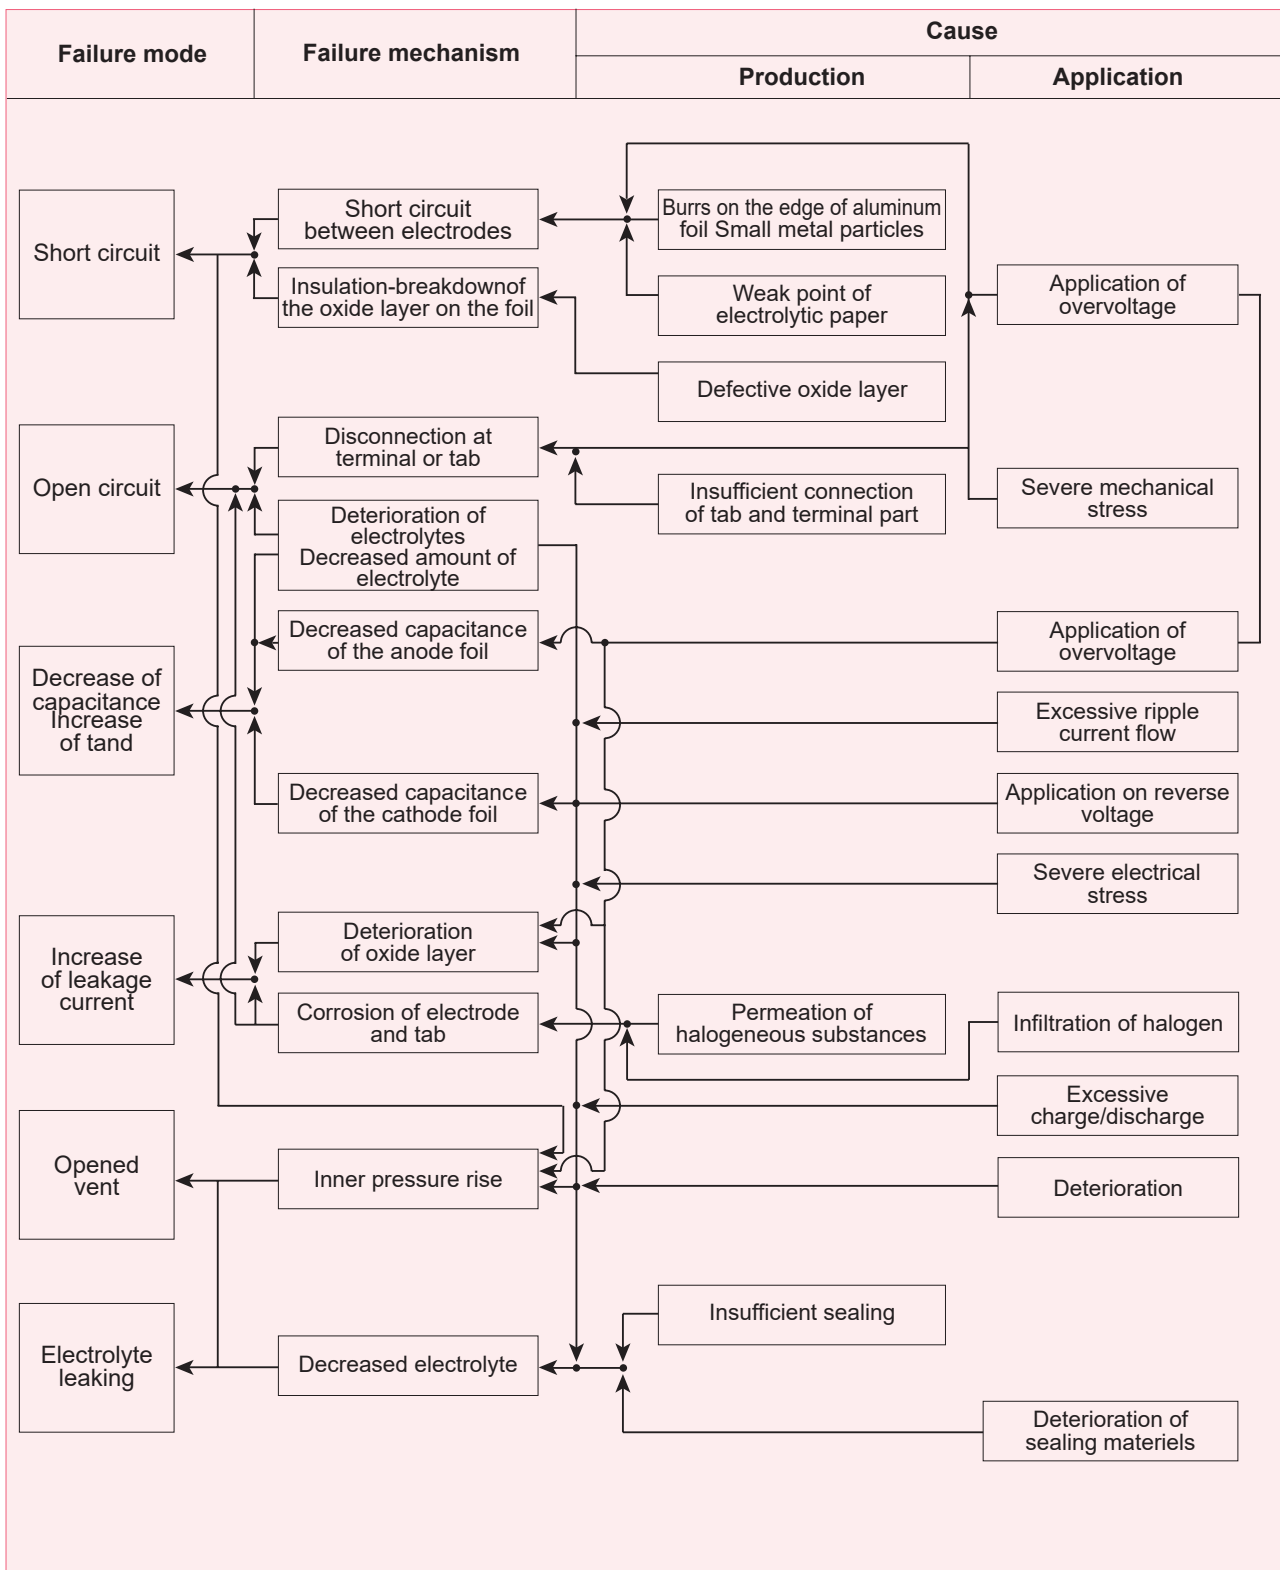 Failure mode
Failure mechanism
Cause
Production
Application
Short circuit
Short circuit
between electrodes
Insulation-breakdownof
the oxide layer on the foil
Burrs on the edge of aluminum
foil Small metal particles
Weak point of
electrolytic paper
Defective oxide layer
Application of
overvoltage
Open circuit
Disconnection at
terminal or tab
Deterioration of
electrolytes
Decreased amount of
electrolyte
Insufficient connection
of tab and terminal part
Severe mechanical
stress
Decrease of
capacitance
Increase
of tand
Decreased capacitance
of the anode foil
Decreased capacitance
of the cathode foil
Application of
overvoltage
Excessive ripple
current flow
Application on reverse
voltage
Severe electrical
stress
Increase
of leakage
current
Deterioration
of oxide layer
Corrosion of electrode
and tab
Permeation of
halogeneous substances
Infiltration of halogen
Excessive
charge/discharge
Opened
vent
Inner pressure rise
Deterioration
Electrolyte
leaking
Decreased electrolyte
Insufficient sealing
Deterioration of
sealing materiels